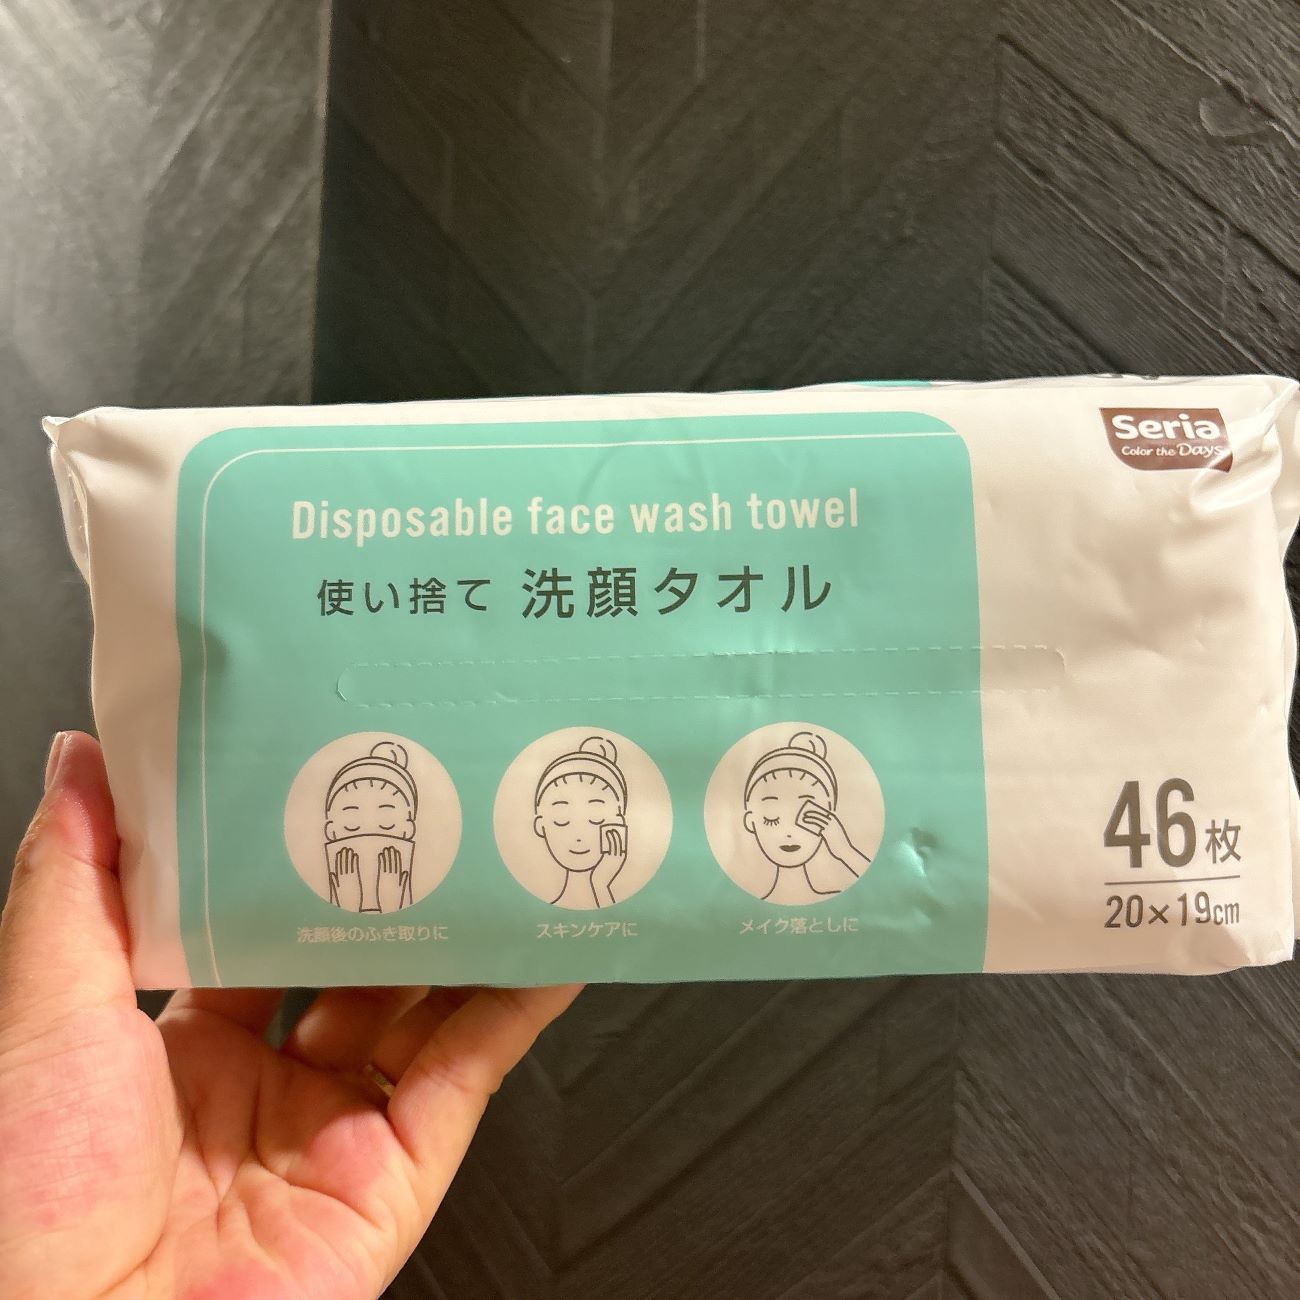 Seria
Color the Days
Disposable face wash towel
使い捨て 洗顔タオル
洗顔後のふき取りに
スキンケアに
メイク落としに
46枚
20×19cm